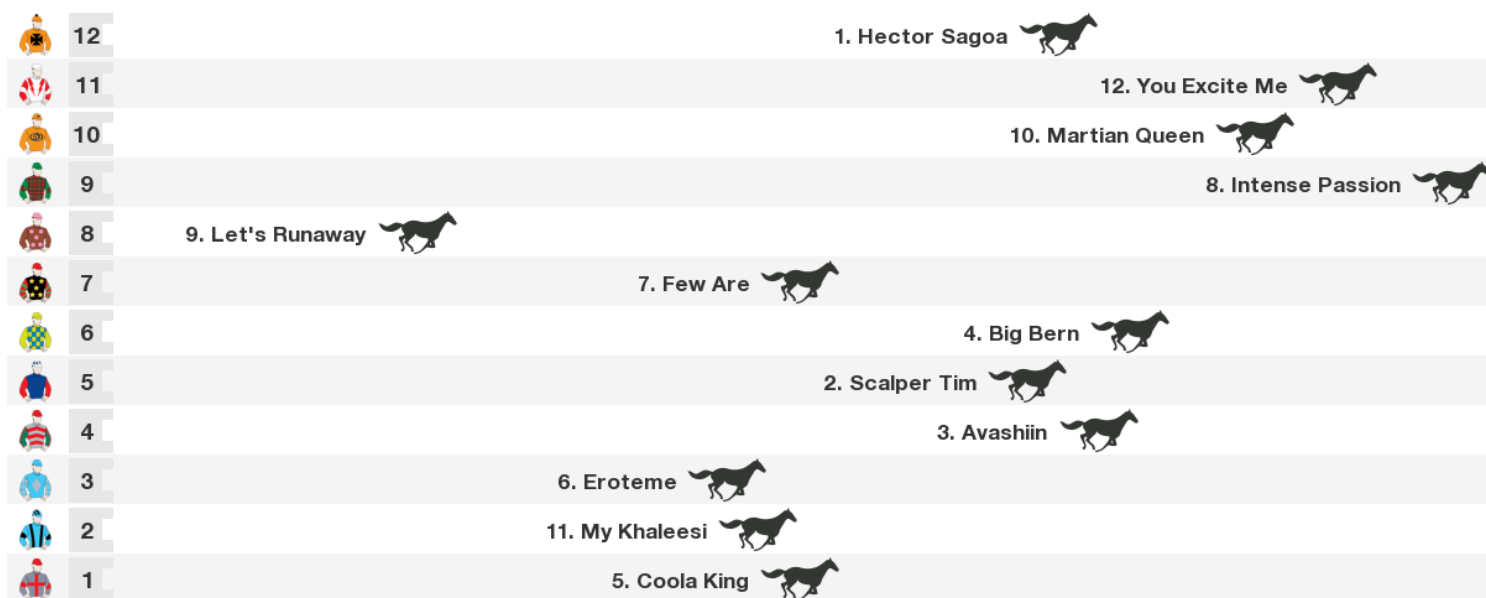 12 1. Hector Sagoa
11 12. You Excite Me
10 10. Martian Queen
9 8. Intense Passion
8 9. Let's Runaway
7 7. Few Are
6 4. Big Bern
5 2. Scalper Tim
4 3. Avashiin
3 6. Eroteme
2 11. My Khaleesi
1 5. Coola King